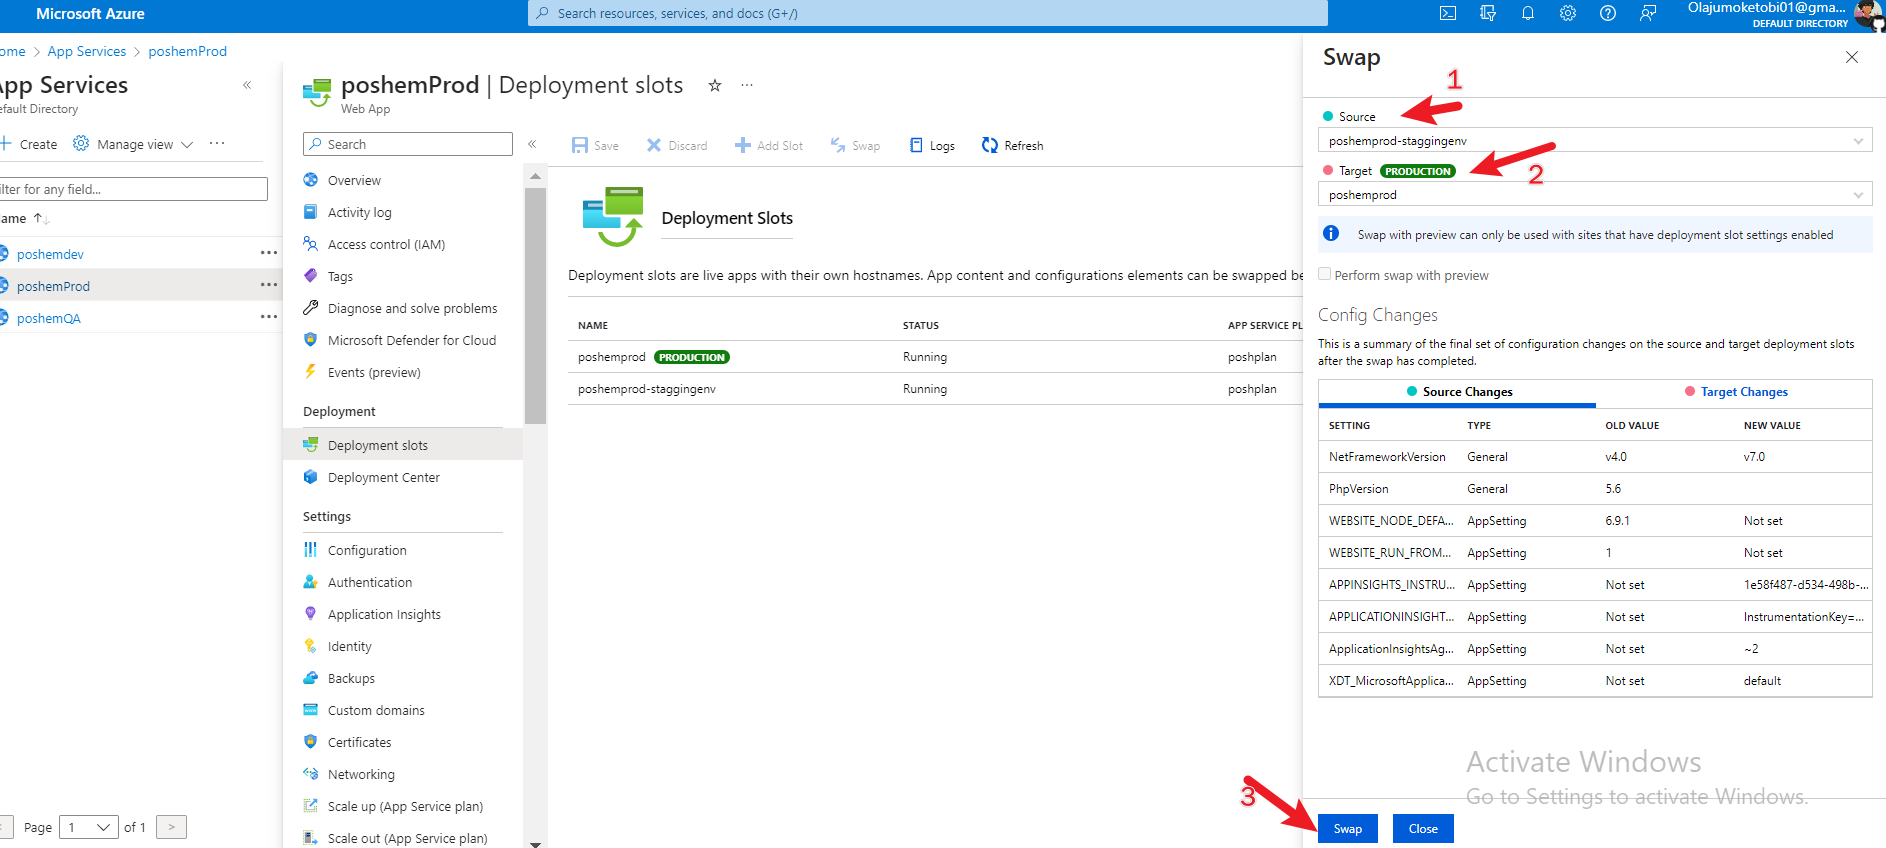 Microsoft Azure
Search resources, services, and docs (G+/)
Olajumoketobi01@gma...
DEFAULT DIRECTORY
ome > App Services > poshemProd
App Services
efault Directory
Create
Manage view
ilter for any field...
ame
poshemdev
poshemProd
poshemQA
Page 1 of 1 >
poshemProd | Deployment slots
Web App
Search
Overview
Activity log
Access control (IAM)
Tags
Diagnose and solve problems
Microsoft Defender for Cloud
Events (preview)
Deployment
Deployment slots
Deployment Center
Settings
Configuration
Authentication
Application Insights
Identity
Backups
Custom domains
Certificates
Networking
Scale up (App Service plan)
Scale out (App Service plan)
Save Discard Add Slot Swap Logs Refresh
Deployment Slots
Deployment slots are live apps with their own hostnames. App content and configurations elements can be swapped be
NAME STATUS APP SERVICE PL
poshemprod PRODUCTION Running poshplan
poshemprod-staggingenv Running poshplan
Swap
1
Source
poshemprod-staggingenv
Target PRODUCTION
2
poshemprod
Swap with preview can only be used with sites that have deployment slot settings enabled
Perform swap with preview
Config Changes
This is a summary of the final set of configuration changes on the source and target deployment slots
after the swap has completed.
Source Changes Target Changes
SETTING TYPE OLD VALUE NEW VALUE
NetFrameworkVersion General v4.0 v7.0
PhpVersion General 5.6
WEBSITE_NODE_DEFA... AppSetting 6.9.1 Not set
WEBSITE_RUN_FROM... AppSetting 1 Not set
APPINSIGHTS_INSTRU... AppSetting Not set 1e58f487-d534-498b-...
APPLICATIONINSIGHT... AppSetting Not set InstrumentationKey=...
ApplicationInsightsAg... AppSetting Not set ~2
XDT_MicrosoftApplica... AppSetting Not set default
Activate Windows
Go to Settings to activate Windows.
3
Swap Close